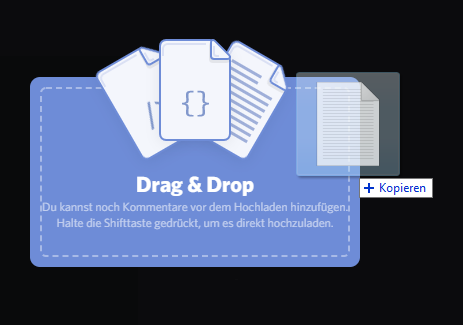 {}
Drag & Drop
Du kannst noch Kommentare vor dem Hochladen hinzufügen.
Halte die Shifttaste gedrückt, um es direkt hochzuladen.
+ Kopieren